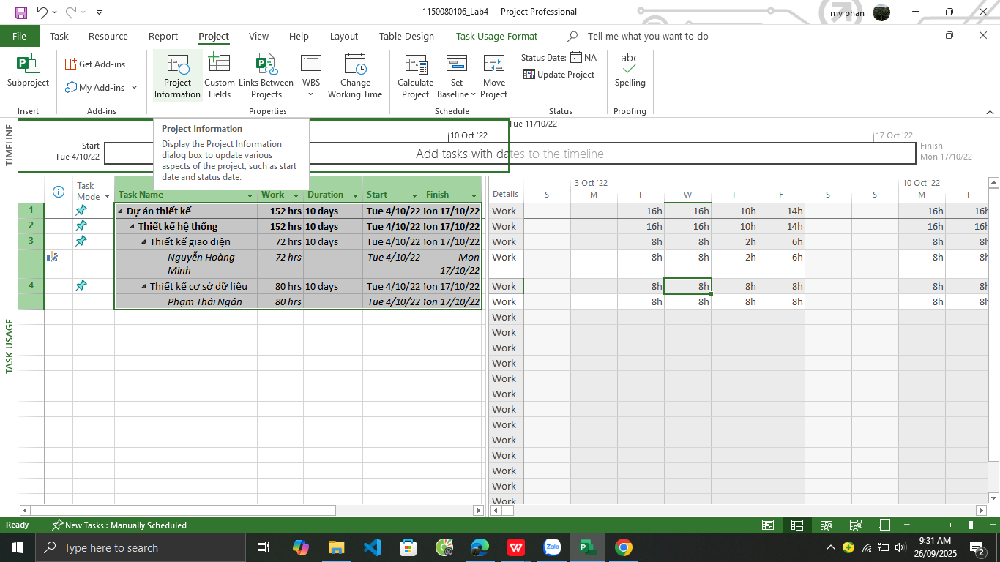 1150080106_Lab4 - Project Professional
my phan
File Task Resource Report Project View Help Layout Table Design Task Usage Format Tell me what you want to do
Subproject
Get Add-ins
My Add-ins
Project Information
Custom Fields
Links Between Projects
WBS
Change Working Time
Calculate Project
Set Baseline
Move Project
Status Date: NA
Update Project
abc
Spelling
Insert Add-ins Properties Schedule Status Proofing
Project Information
Display the Project Information
dialog box to update various
aspects of the project, such as start
date and status date.
TIMELINE
Tue 11/10/22
10 Oct '22 17 Oct '22
Start
Tue 4/10/22
Add tasks with dates to the timeline
Finish
Mon 17/10/22
TASK USAGE
3 Oct '22 10 Oct '22
Task Mode Task Name Work Duration Start Finish Details S M T W T F S S M T
1 Dự án thiết kế 152 hrs 10 days Tue 4/10/22 Ion 17/10/22 Work 16h 16h 10h 14h 16h 16h
2 Thiết kế hệ thống 152 hrs 10 days Tue 4/10/22 Ion 17/10/22 Work 16h 16h 10h 14h 16h 16h
3 Thiết kế giao diện 72 hrs 10 days Tue 4/10/22 Ion 17/10/22 Work 8h 8h 2h 6h 8h 8h
Nguyễn Hoàng 72 hrs Tue 4/10/22 Mon Work 8h 8h 2h 6h 8h 8h
Minh 17/10/22
4 Thiết kế cơ sở dữ liệu 80 hrs 10 days Tue 4/10/22 Ion 17/10/22 Work 8h 8h 8h 8h 8h 8h
Phạm Thái Ngân 80 hrs Tue 4/10/22 Ion 17/10/22 Work 8h 8h 8h 8h 8h 8h
Work
Work
Work
Work
Work
Work
Work
Work
Work
Work
Work
Work
Work
Ready New Tasks : Manually Scheduled
Type here to search
Zalo
9:31 AM
26/09/2025
2